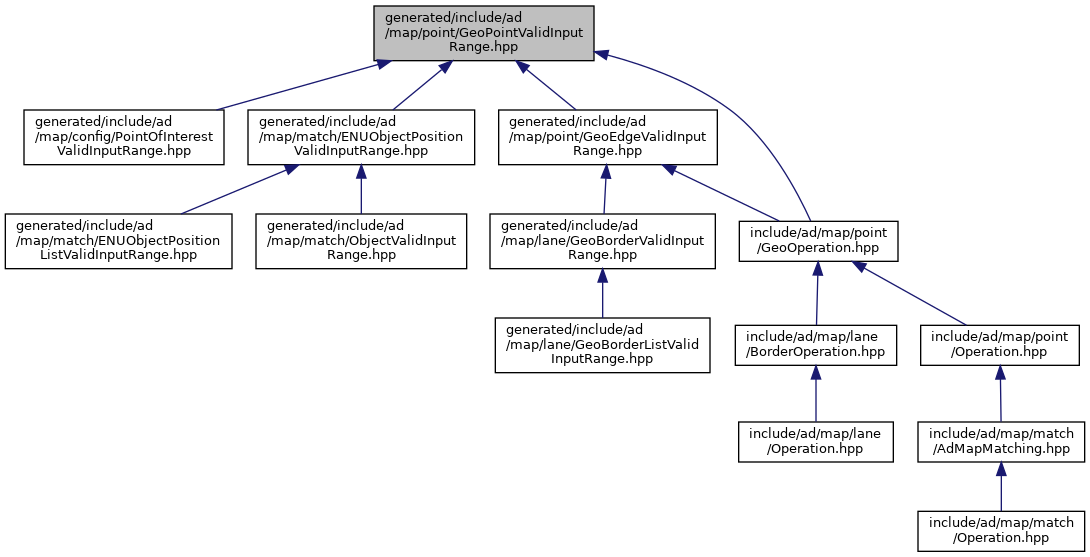 generated/include/ad
/map/point/GeoPointValidInput
Range.hpp
generated/include/ad
/map/config/PointOfInterest
ValidInputRange.hpp
generated/include/ad
/map/match/ENUObjectPosition
ValidInputRange.hpp
generated/include/ad
/map/point/GeoEdgeValidInput
Range.hpp
generated/include/ad
/map/match/ENUObjectPosition
ListValidInputRange.hpp
generated/include/ad
/map/match/ObjectValidInput
Range.hpp
generated/include/ad
/map/lane/GeoBorderValidInput
Range.hpp
include/ad/map/point
/GeoOperation.hpp
generated/include/ad
/map/lane/GeoBorderListValid
InputRange.hpp
include/ad/map/lane
/BorderOperation.hpp
include/ad/map/point
/Operation.hpp
include/ad/map/lane
/Operation.hpp
include/ad/map/match
/AdMapMatching.hpp
include/ad/map/match
/Operation.hpp